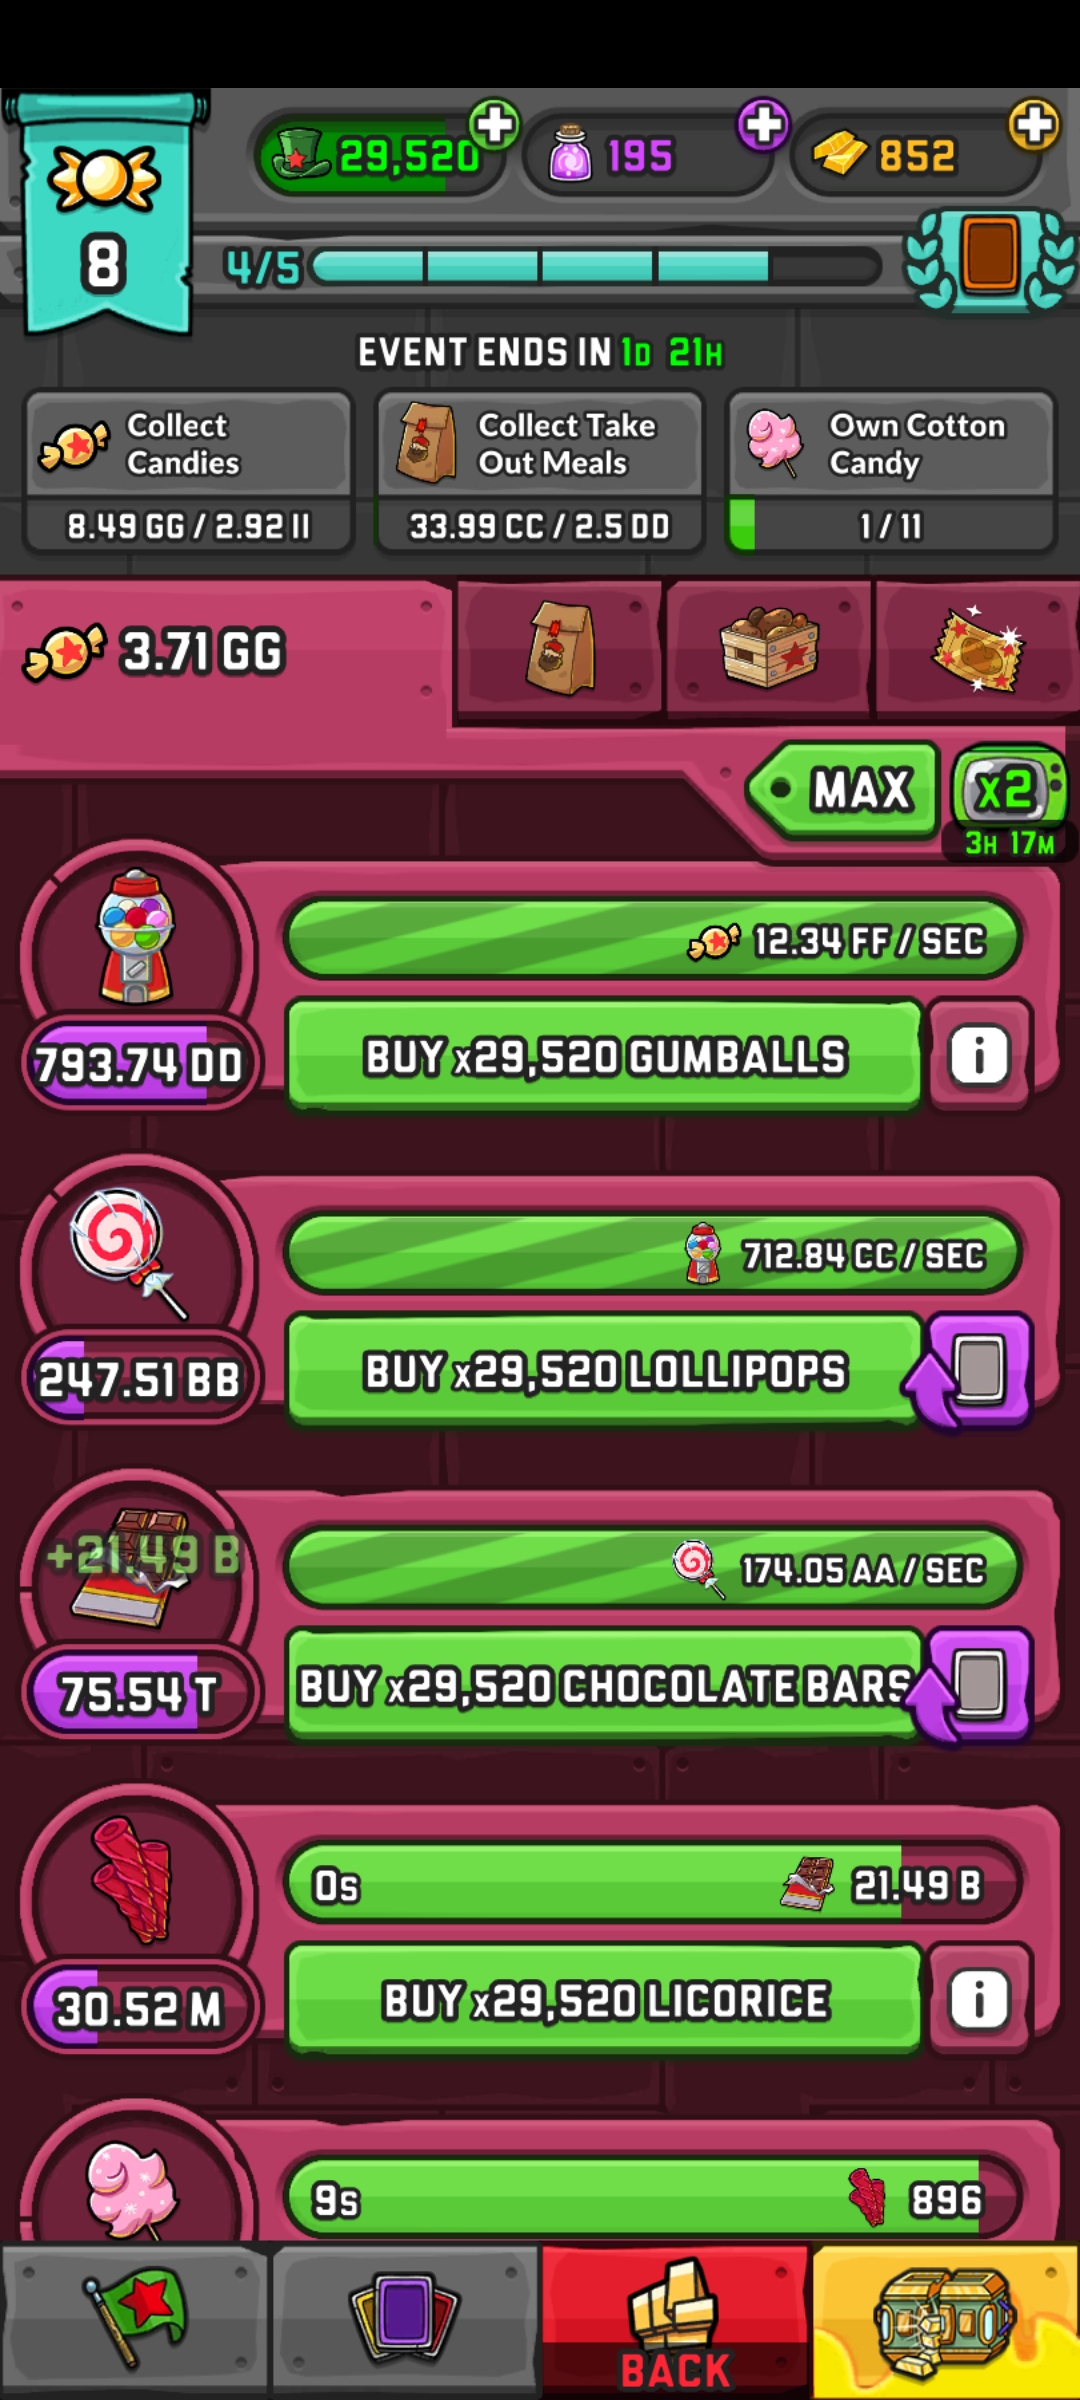 29,520
195
852
8
4/5
EVENT ENDS IN 1D 21H
Collect
Candies
8.49 GG / 2.92 II
Collect Take
Out Meals
33.99 CC / 2.5 DD
Own Cotton
Candy
1 / 11
3.71 GG
MAX
x2
3H 17M
12.34 FF / SEC
793.74 DD
BUY x29,520 GUMBALLS
i
712.84 CC / SEC
247.51 BB
BUY x29,520 LOLLIPOPS
+21.49 B
174.05 AA / SEC
75.54 T
BUY x29,520 CHOCOLATE BARS
0s
21.49 B
30.52 M
BUY x29,520 LICORICE
i
9s
896
BACK